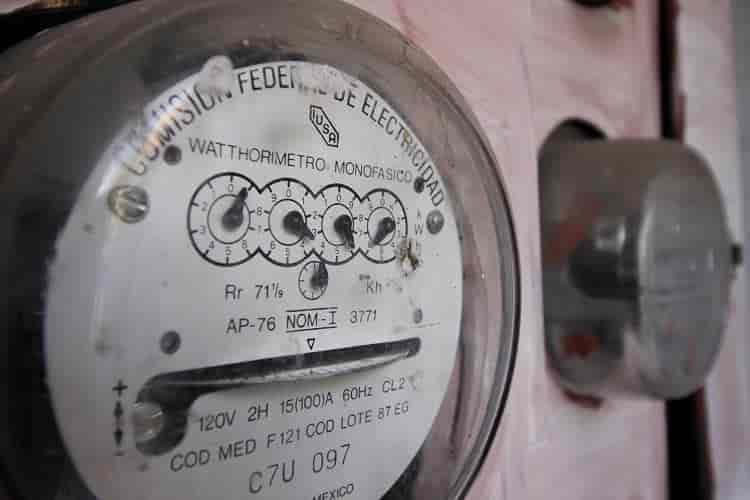 COMISION FEDERAL DE ELECTRICIDAD
IUSA
WATTHORIMETRO MONOFASICO
Rr 71 1/9
Kh
AP-76 NOM-I 3771
120V 2H 15(100)A 60Hz CL2
COD MED F121 COD LOTE 87 EG
C7U 097
MEXICO